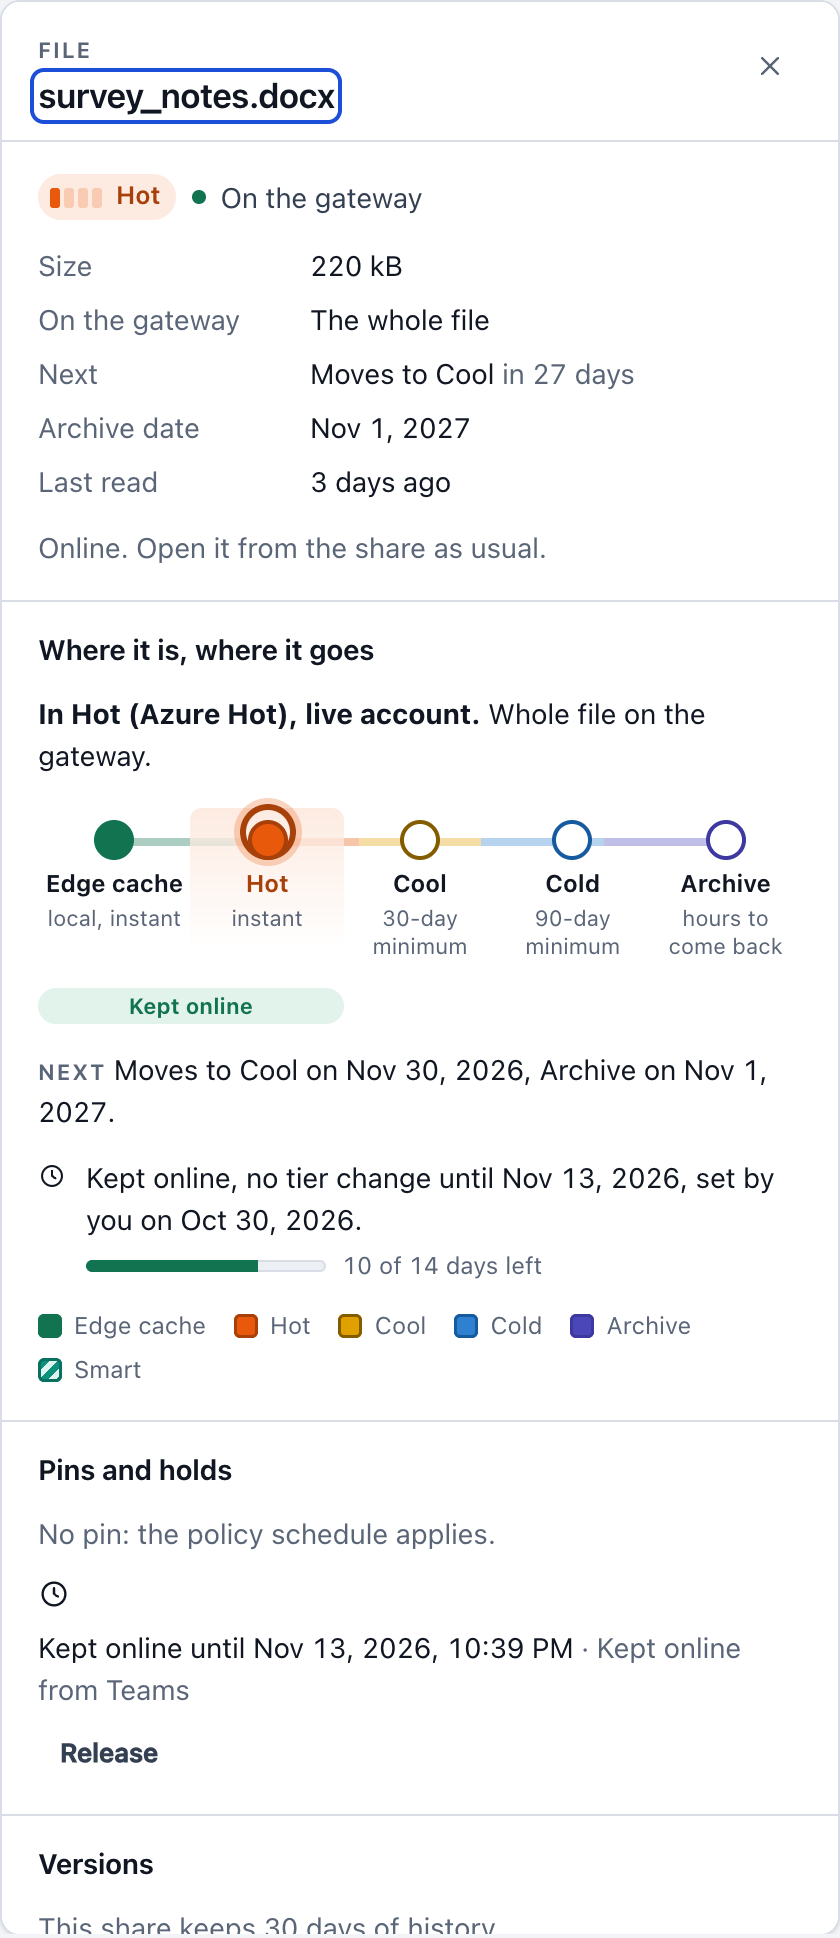 FILE
survey_notes.docx
Hot
On the gateway
Size
220 kB
On the gateway
The whole file
Next
Moves to Cool in 27 days
Archive date
Nov 1, 2027
Last read
3 days ago
Online. Open it from the share as usual.
Where it is, where it goes
In Hot (Azure Hot), live account. Whole file on the
gateway.
Edge cache
local, instant
Hot
instant
Cool
30-day
minimum
Cold
90-day
minimum
Archive
hours to
come back
Kept online
NEXT Moves to Cool on Nov 30, 2026, Archive on Nov 1,
2027.
Kept online, no tier change until Nov 13, 2026, set by
you on Oct 30, 2026.
10 of 14 days left
Edge cache
Hot
Cool
Cold
Archive
Smart
Pins and holds
No pin: the policy schedule applies.
Kept online until Nov 13, 2026, 10:39 PM · Kept online
from Teams
Release
Versions
This share keeps 30 days of history